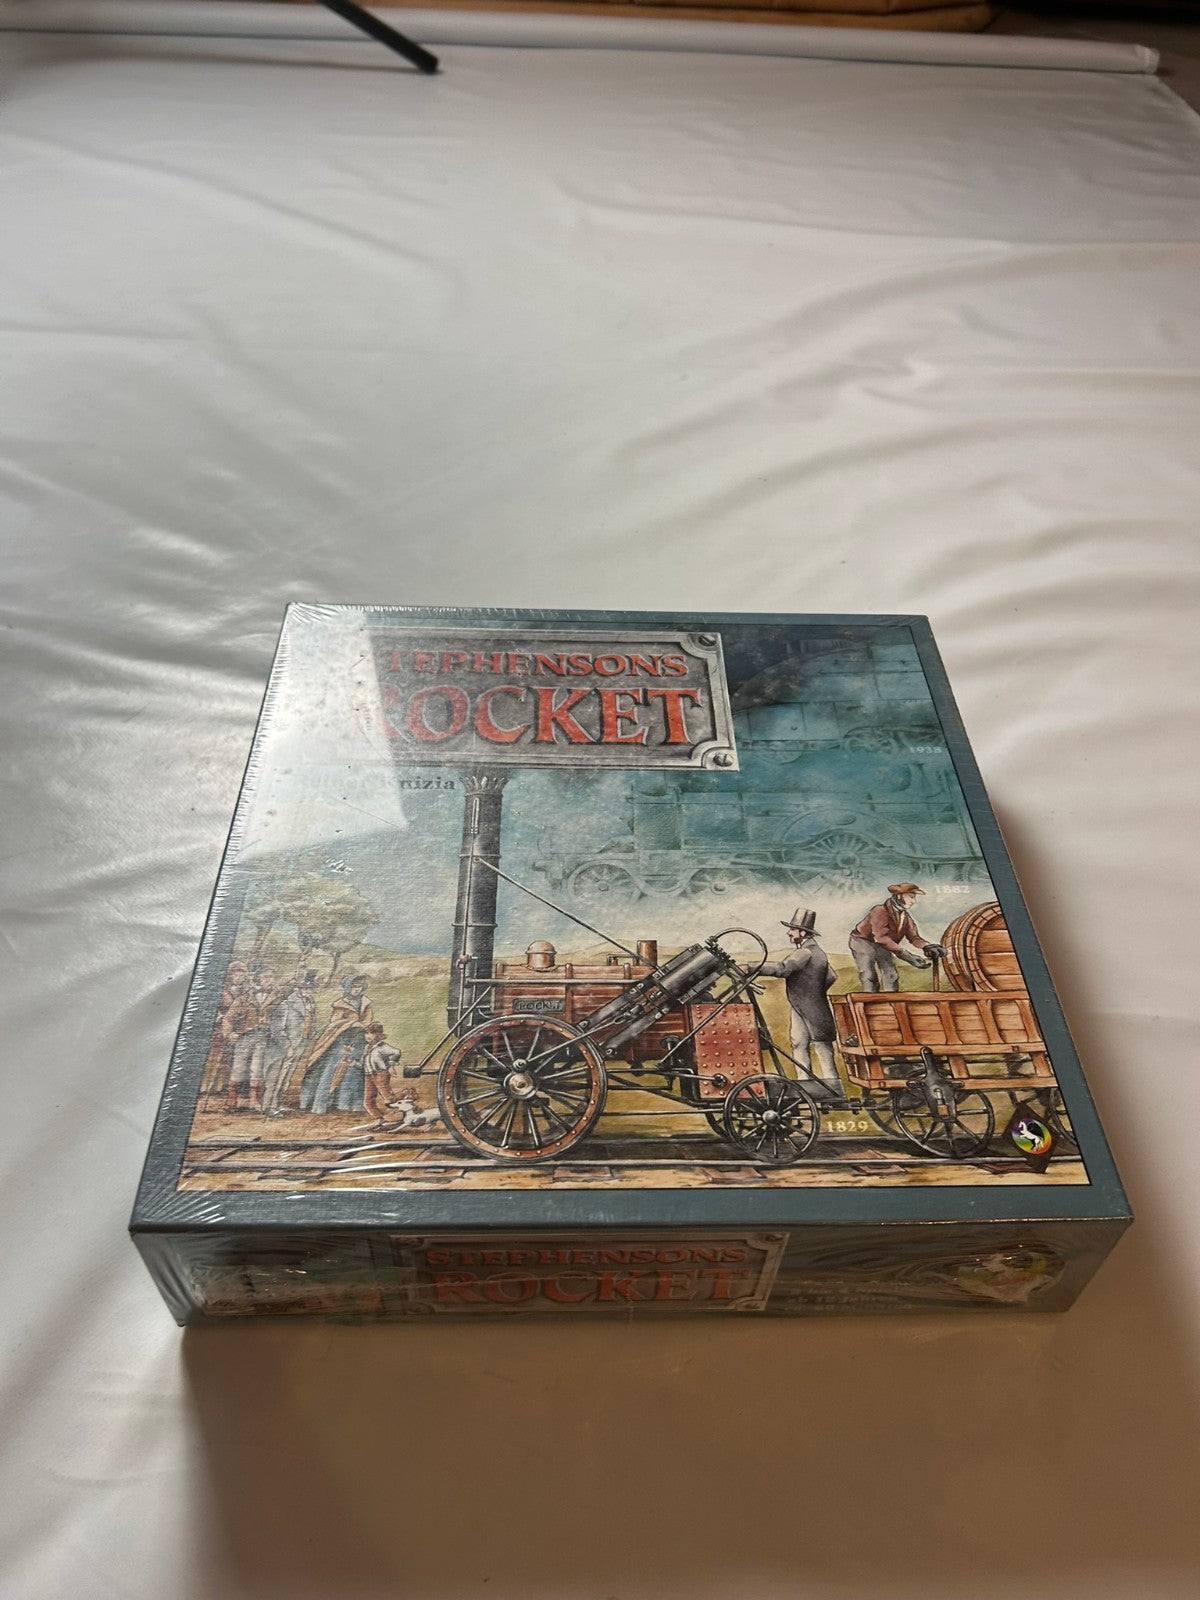 STEPHENSONS
ROCKET
1938
1882
ROCKET
1829
STEPHENSONS
ROCKET